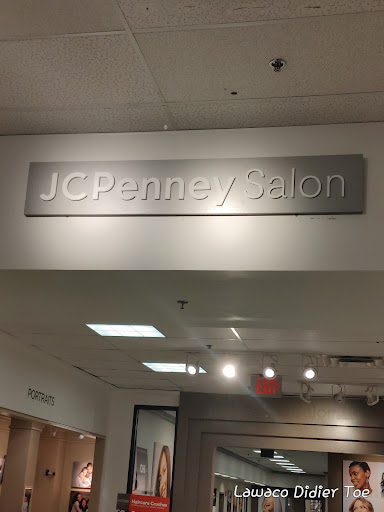 JCPenney Salon
EXIT
PORTRAITS
Lawaco Didier Toe